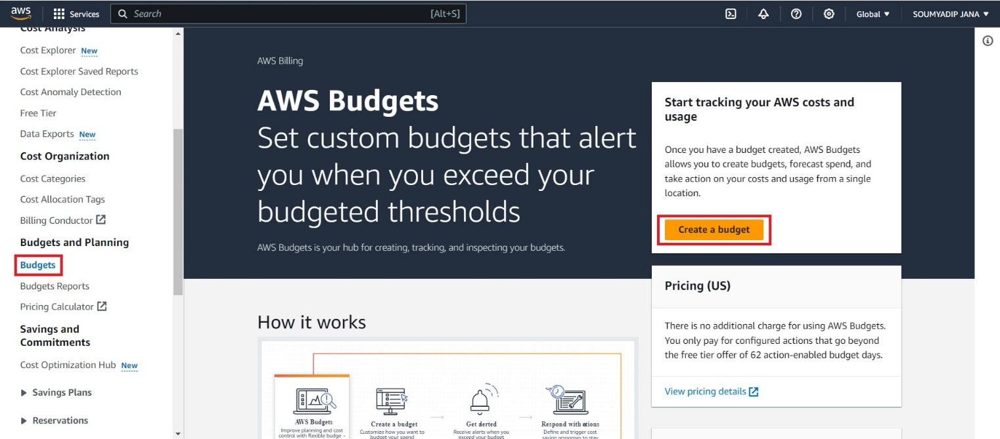 aws
Services
Search
[Alt+S]
Global
SOUMYADIP JANA
Cost Analysis
Cost Explorer New
Cost Explorer Saved Reports
Cost Anomaly Detection
Free Tier
Data Exports New
Cost Organization
Cost Categories
Cost Allocation Tags
Billing Conductor
Budgets and Planning
Budgets
Budgets Reports
Pricing Calculator
Savings and
Commitments
Cost Optimization Hub New
Savings Plans
Reservations
AWS Billing
AWS Budgets
Set custom budgets that alert
you when you exceed your
budgeted thresholds
AWS Budgets is your hub for creating, tracking, and inspecting your budgets.
Start tracking your AWS costs and
usage
Once you have a budget created, AWS Budgets
allows you to create budgets, forecast spend, and
take action on your costs and usage from a single
location.
Create a budget
Pricing (US)
There is no additional charge for using AWS Budgets.
You only pay for configured actions that go beyond
the free tier offer of 62 action-enabled budget days.
View pricing details
How it works
AWS Budgets
Improve planning and cost
control with flexible budge -
Create a budget
Customize how you want to
budget your spend
Get alerted
Receive alerts when you
exceed your budget
Respond with actions
Define and trigger cost
saving responses to stay